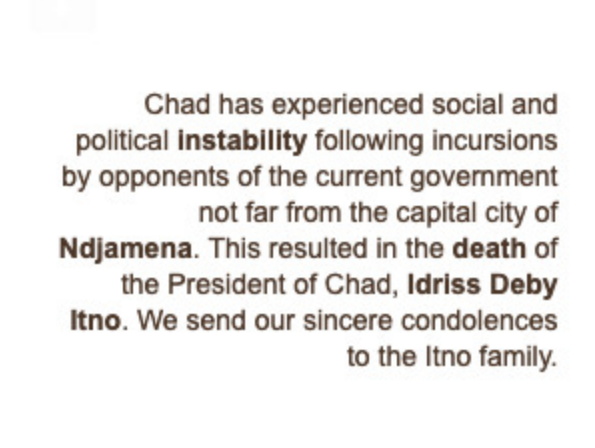 Chad has experienced social and
political instability following incursions
by opponents of the current government
not far from the capital city of
Ndjamena. This resulted in the death of
the President of Chad, Idriss Deby
Itno. We send our sincere condolences
to the Itno family.